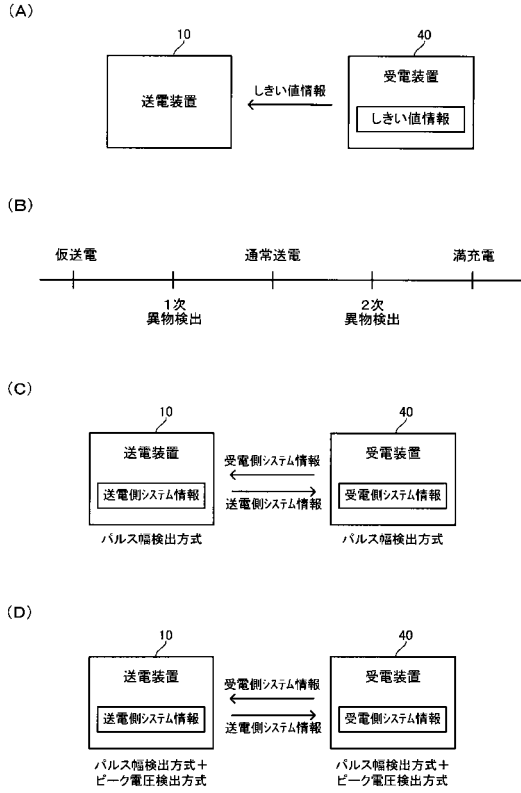 (A)
10
40
送電装置
受電装置
しきい値情報
しきい値情報
(B)
仮送電
通常送電
満充電
1次
異物検出
2次
異物検出
(C)
10
40
送電装置
送電側システム情報
受電側システム情報
送電側システム情報
受電装置
受電側システム情報
パルス幅検出方式
パルス幅検出方式
(D)
10
40
送電装置
送電側システム情報
受電側システム情報
送電側システム情報
受電装置
受電側システム情報
パルス幅検出方式+
ピーク電圧検出方式
パルス幅検出方式+
ピーク電圧検出方式